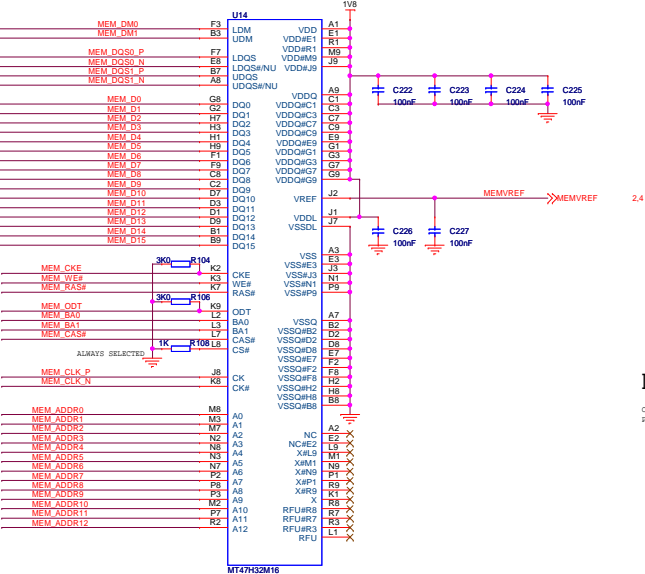 1V8
U14
MEM_DM0 F3 LDM VDD A1
MEM_DM1 B3 UDM VDD#E1 E1
VDD#R1 R1
MEM_DQS0_P F7 LDQS VDD#M9 M9
MEM_DQS0_N E8 LDQS#/NU VDD#J9 J9
MEM_DQS1_P B7 UDQS
MEM_DQS1_N A8 UDQS#/NU
C222 100nF
C223 100nF
C224 100nF
C225 100nF
VDDQ A9
MEM_D0 G8 DQ0 VDDQ#C1 C1
MEM_D1 G2 DQ1 VDDQ#C3 C3
MEM_D2 H7 DQ2 VDDQ#C7 C7
MEM_D3 H3 DQ3 VDDQ#C9 C9
MEM_D4 H1 DQ4 VDDQ#E9 E9
MEM_D5 H9 DQ5 VDDQ#G1 G1
MEM_D6 F1 DQ6 VDDQ#G3 G3
MEM_D7 F9 DQ7 VDDQ#G7 G7
MEM_D8 C8 DQ8 VDDQ#G9 G9
MEM_D9 C2 DQ9
MEM_D10 D7 DQ10 VREF J2 MEMVREF MEMVREF 2,4
MEM_D11 D3 DQ11
MEM_D12 D1 DQ12 VDDL J1
MEM_D13 D9 DQ13 VSSDL J7
MEM_D14 B1 DQ14
MEM_D15 B9 DQ15
C226 100nF
C227 100nF
VSS A3
3K0 R104 VSS#E3 E3
MEM_CKE K2 CKE VSS#J3 J3
MEM_WE# K3 WE# VSS#N1 N1
MEM_RAS# K7 RAS# VSS#P9 P9
3K0 R106
MEM_ODT K9 ODT
MEM_BA0 L2 BA0 VSSQ A7
MEM_BA1 L3 BA1 VSSQ#B2 B2
MEM_CAS# L7 CAS# VSSQ#D2 D2
1K R108 L8 CS# VSSQ#D8 D8
ALWAYS SELECTED VSSQ#E7 E7
VSSQ#F2 F2
MEM_CLK_P J8 CK VSSQ#F8 F8
MEM_CLK_N K8 CK# VSSQ#H2 H2
VSSQ#H8 H8
VSSQ#B8 B8
MEM_ADDR0 M8 A0
MEM_ADDR1 M3 A1
MEM_ADDR2 M7 A2 NC A2
MEM_ADDR3 N2 A3 NC#E2 E2
MEM_ADDR4 N8 A4 X#L9 L9
MEM_ADDR5 N3 A5 X#M1 M1
MEM_ADDR6 N7 A6 X#N9 N9
MEM_ADDR7 P2 A7 X#P1 P1
MEM_ADDR8 P8 A8 X#R9 R9
MEM_ADDR9 P3 A9 X K1
MEM_ADDR10 M2 A10 RFU#R8 R8
MEM_ADDR11 P7 A11 RFU#R7 R7
MEM_ADDR12 R2 A12 RFU#R3 R3
RFU L1
MT47H32M16